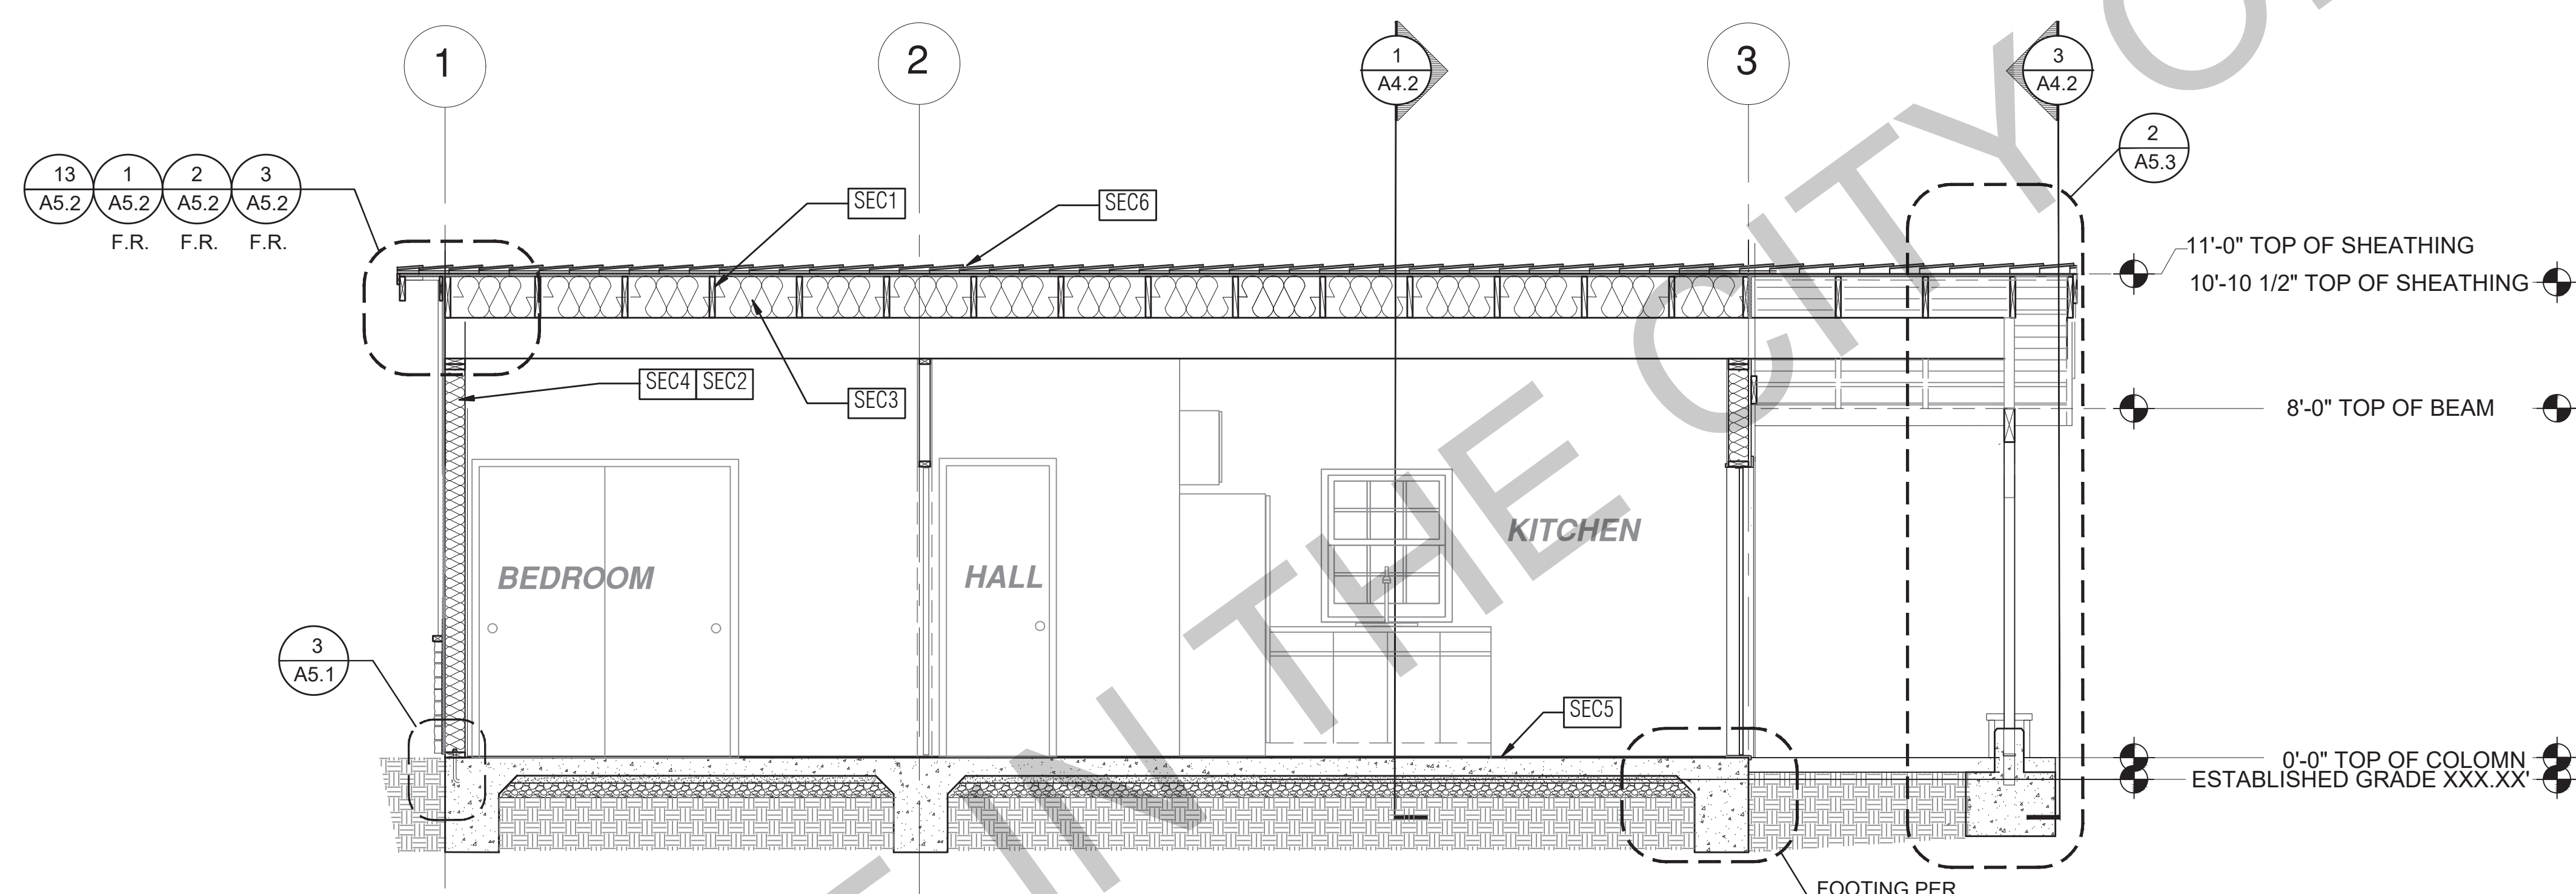 1
2
3
1
A4.2
3
A4.2
2
A5.3
13
A5.2
1
A5.2
2
A5.2
3
A5.2
F.R.
F.R.
F.R.
SEC1
SEC6
11'-0" TOP OF SHEATHING
10'-10 1/2" TOP OF SHEATHING
SEC4 SEC2
SEC3
8'-0" TOP OF BEAM
KITCHEN
BEDROOM
HALL
3
A5.1
SEC5
0'-0" TOP OF COLOMN
ESTABLISHED GRADE XXX.XX'
FOOTING PER
IN THE CITY